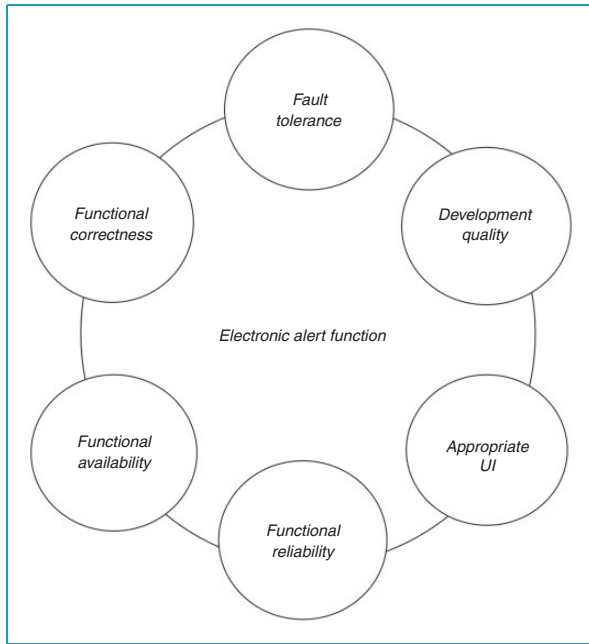 Fault
tolerance
Functional
correctness
Development
quality
Electronic alert function
Functional
availability
Appropriate
UI
Functional
reliability